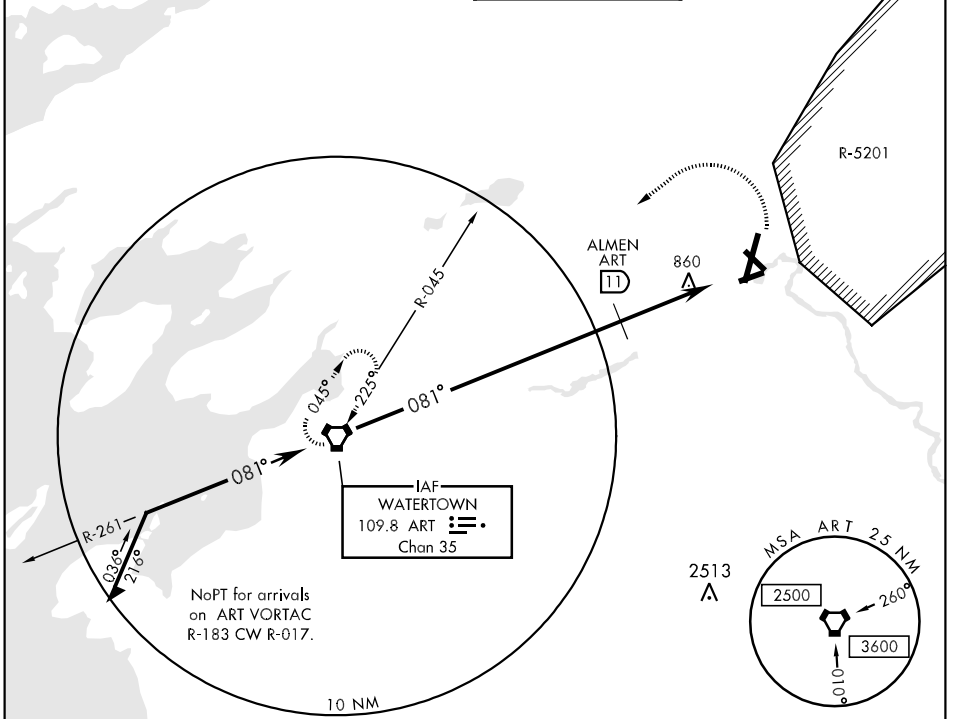 R-5201
ALMEN
ART
11
860
R-045
045°
225°
081°
081°
IAF
WATERTOWN
109.8 ART
Chan 35
R-261
036°
216°
NoPT for arrivals
on ART VORTAC
R-183 CW R-017.
10 NM
2513
MSA ART 25 NM
2500
260°
3600
010°